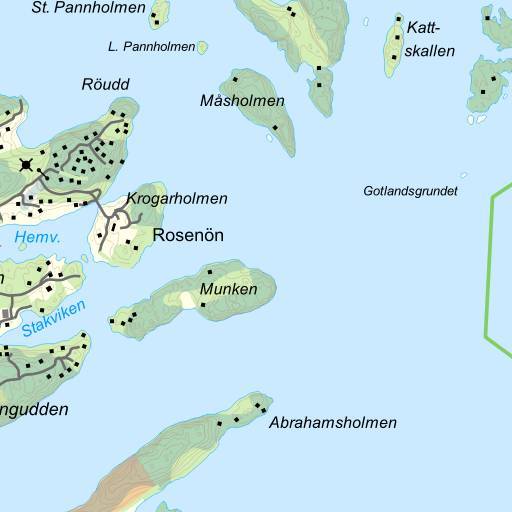 St. Pannholmen
Katt-
skallen
L. Pannholmen
Röudd
Måsholmen
Gotlandsgrundet
Krogarholmen
Rosenön
Hemv.
n
Munken
Stakviken
ngudden
Abrahamsholmen